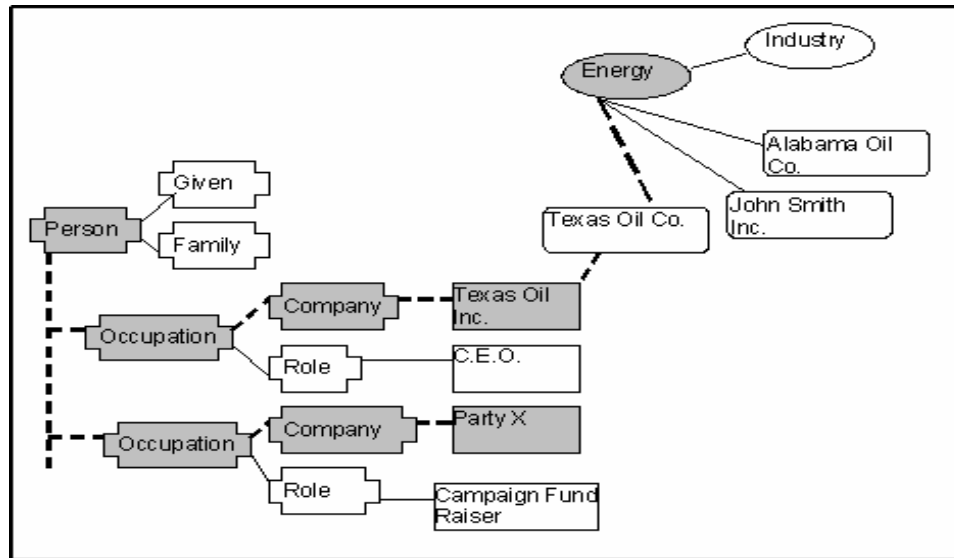 Industry
Energy
Alabama Oil
Co.
John Smith
Inc.
Texas Oil Co.
Given
Person
Family
Company
Texas Oil
Inc.
Occupation
Role
C.E.O.
Company
Party X
Occupation
Role
Campaign Fund
Raiser